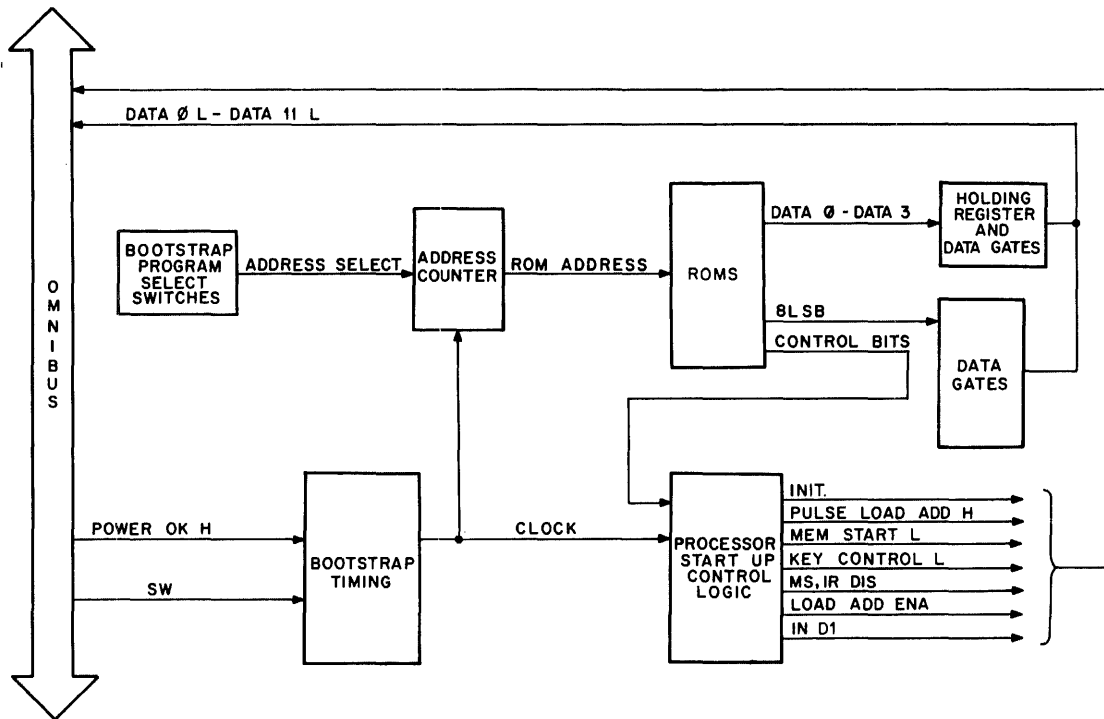 OMNIBUS
DATA Ø L - DATA 11 L
BOOTSTRAP
PROGRAM
SELECT
SWITCHES
ADDRESS SELECT
ADDRESS
COUNTER
ROM ADDRESS
ROMS
DATA Ø - DATA 3
HOLDING
REGISTER
AND
DATA GATES
8LSB
CONTROL BITS
DATA
GATES
POWER OK H
SW
BOOTSTRAP
TIMING
CLOCK
PROCESSOR
START UP
CONTROL
LOGIC
INIT.
PULSE LOAD ADD H
MEM START L
KEY CONTROL L
MS, IR DIS
LOAD ADD ENA
IN D1